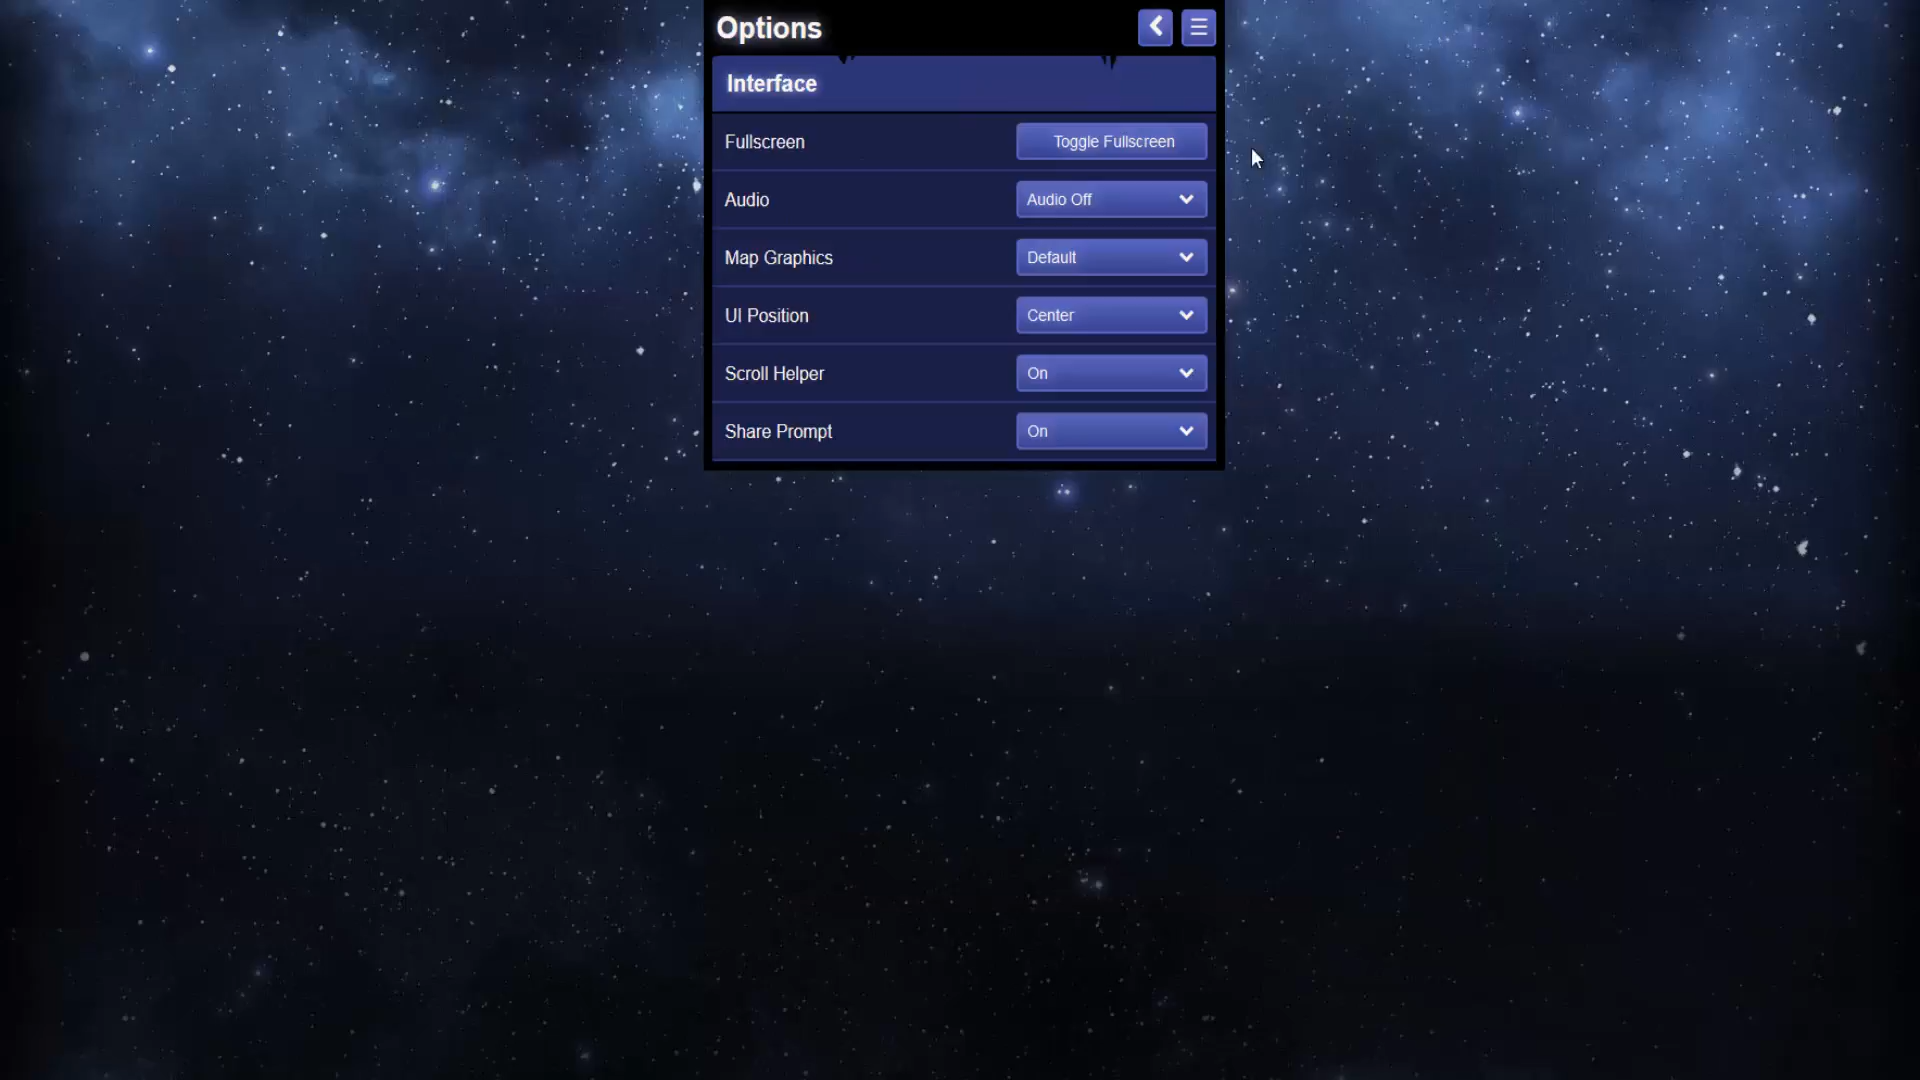 Options
Interface
Fullscreen Toggle Fullscreen
Audio Audio Off
Map Graphics Default
UI Position Center
Scroll Helper On
Share Prompt On